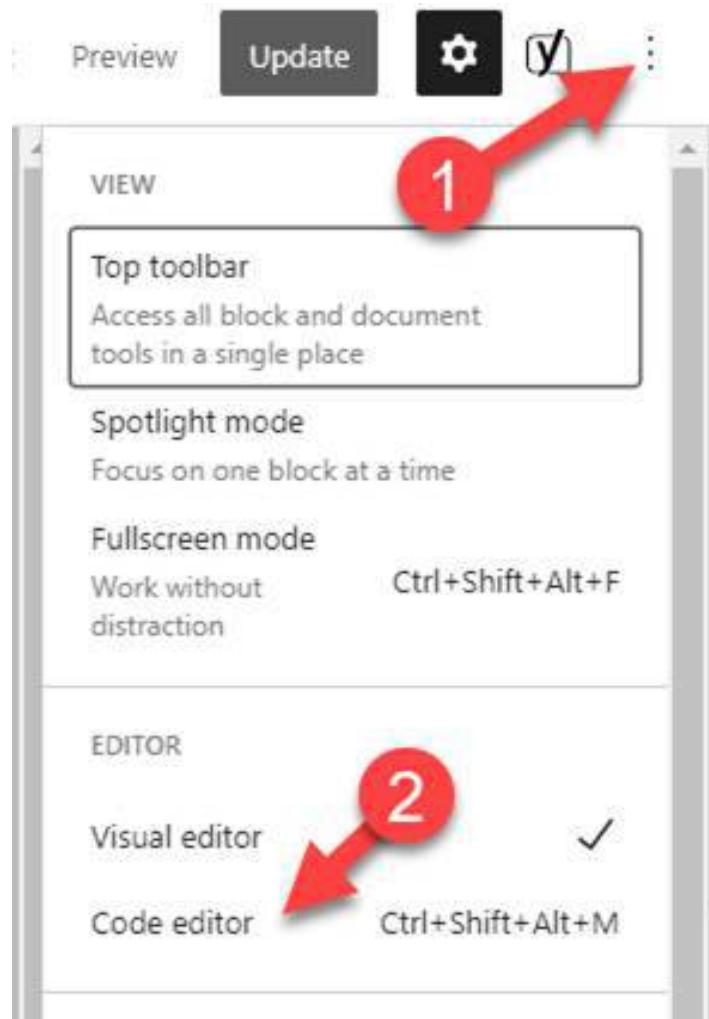 Preview Update y
1
VIEW
Top toolbar
Access all block and document
tools in a single place
Spotlight mode
Focus on one block at a time
Fullscreen mode
Work without
distraction
Ctrl+Shift+Alt+F
EDITOR
2
Visual editor
Code editor Ctrl+Shift+Alt+M